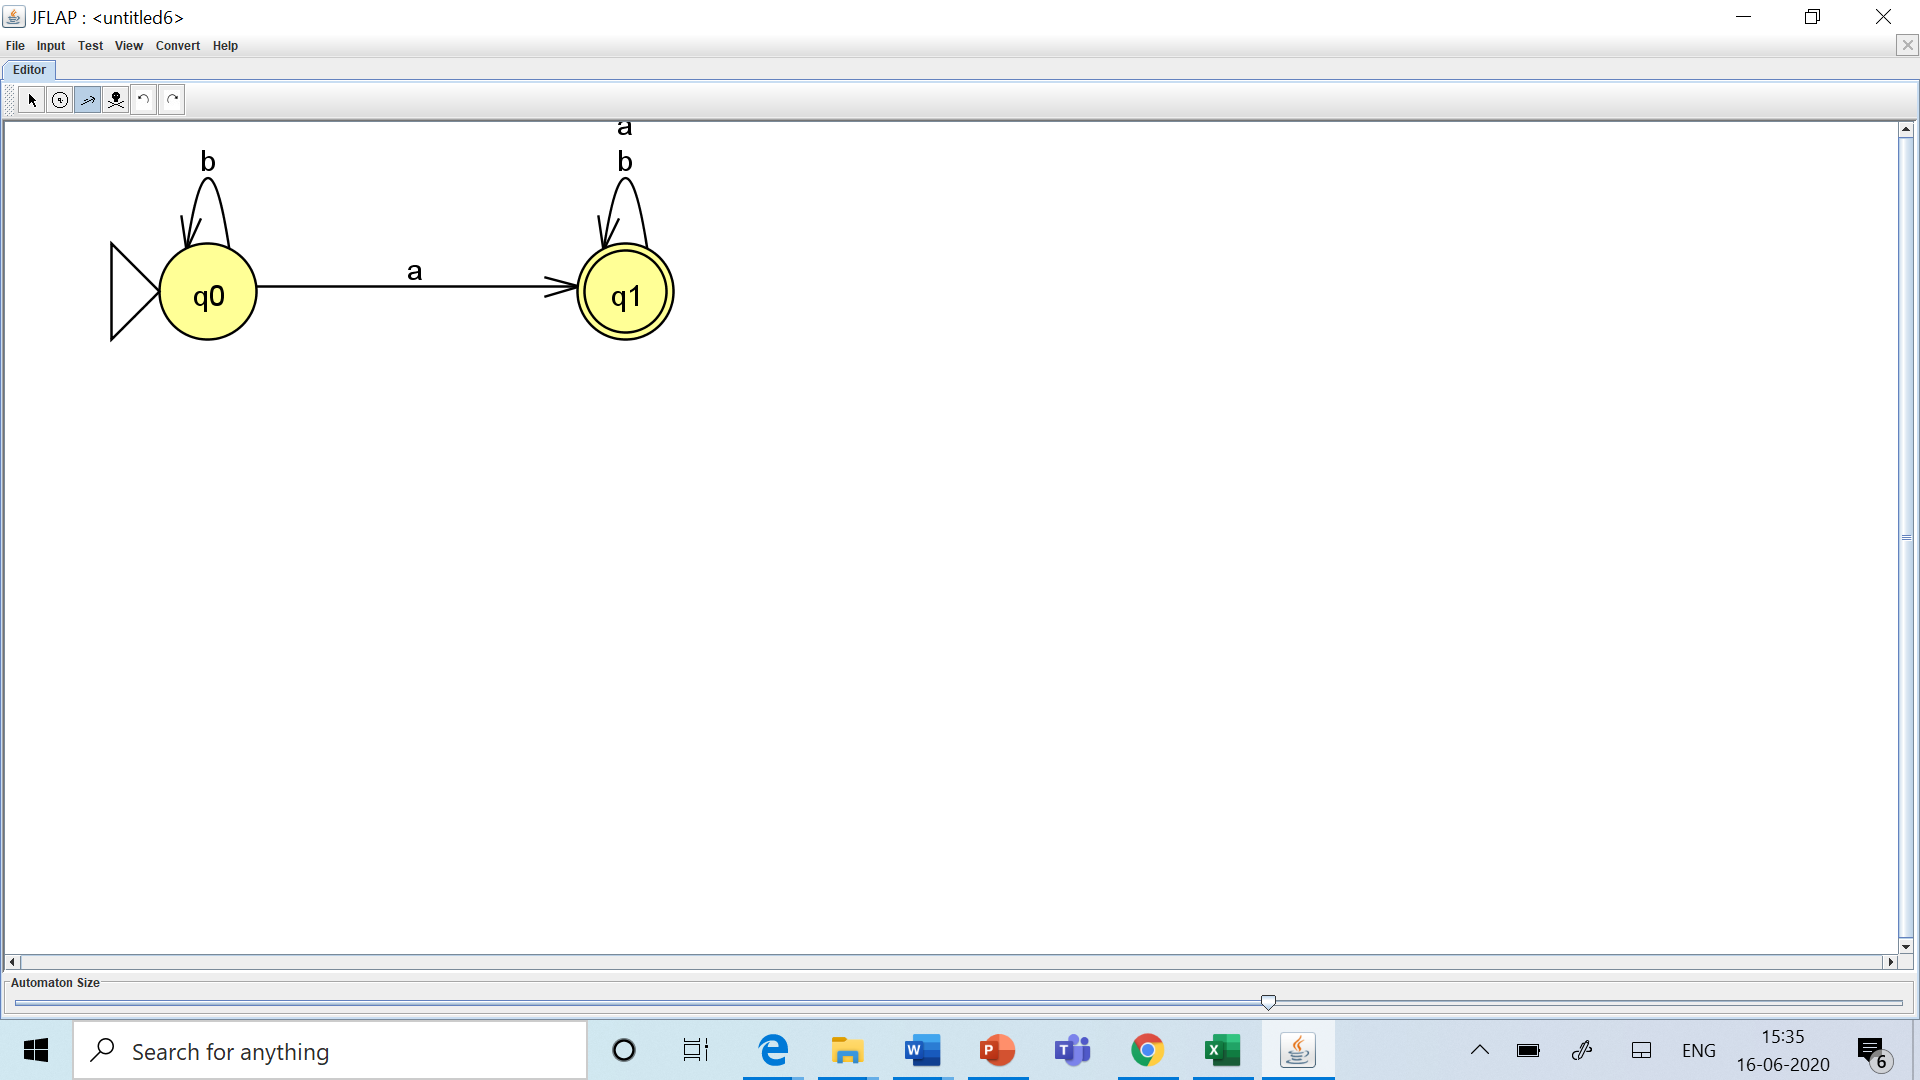 JFLAP : <untitled6>
File Input Test View Convert Help
Editor
a
b b
a
q0 q1
Automaton Size
Search for anything
ENG
15:35
16-06-2020
6